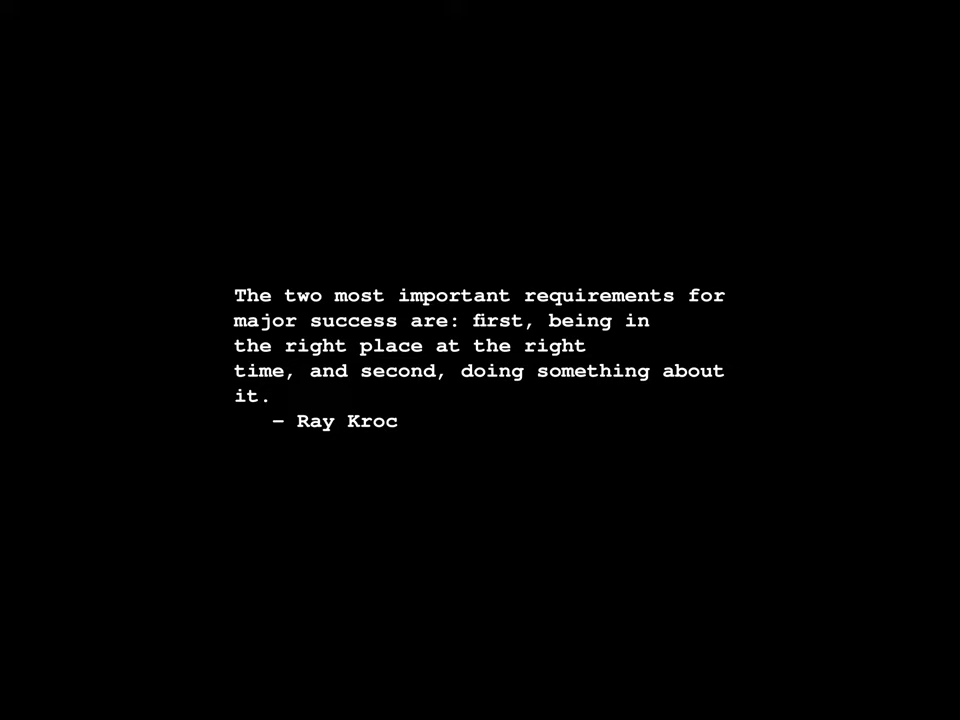 The two most important requirements for
major success are: first, being in
the right place at the right
time, and second, doing something about
it.
– Ray Kroc